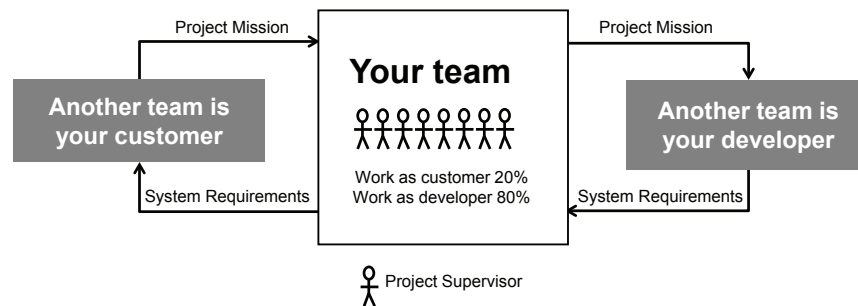 Project Mission
Project Mission
Your team
Another team is
your customer
Another team is
your developer
Work as customer 20%
Work as developer 80%
System Requirements
System Requirements
Project Supervisor